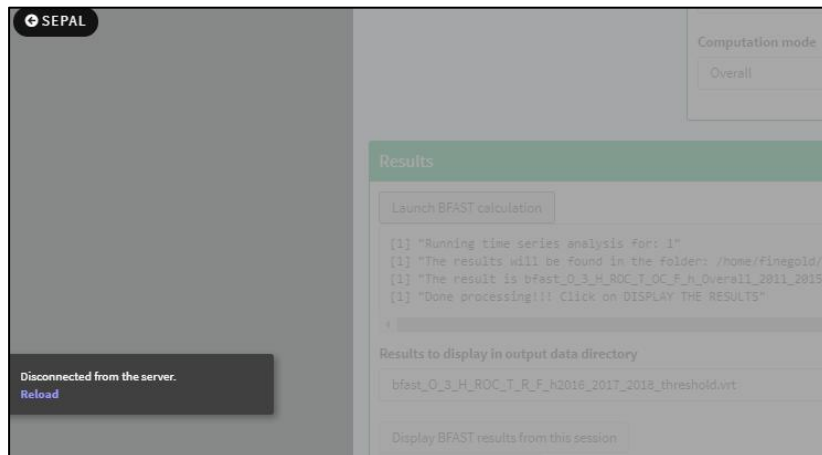 SEPAL
Computation mode
Overall
Results
Launch BFAST calculation
[1] "Running time series analysis for: 1"
[1] "The results will be found in the folder: /home/finegold/
[1] "The result is bfast_O_3_H_ROC_T_OC_F_h_Overall_2011_2015
[1] "Done processing!!! Click on DISPLAY THE RESULTS"
Results to display in output data directory
bfast_O_3_H_ROC_T_R_F_h2016_2017_2018_threshold.vrt
Display BFAST results from this session
Disconnected from the server.
Reload